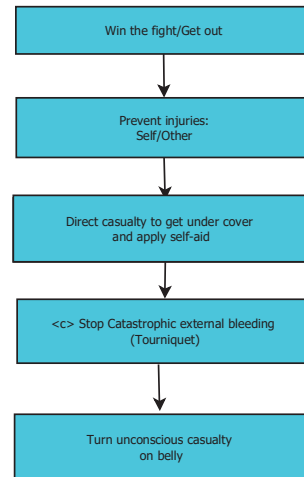 Win the fight/Get out
Prevent injuries:
Self/Other
Direct casualty to get under cover
and apply self-aid
<c> Stop Catastrophic external bleeding
(Tourniquet)
Turn unconscious casualty
on belly